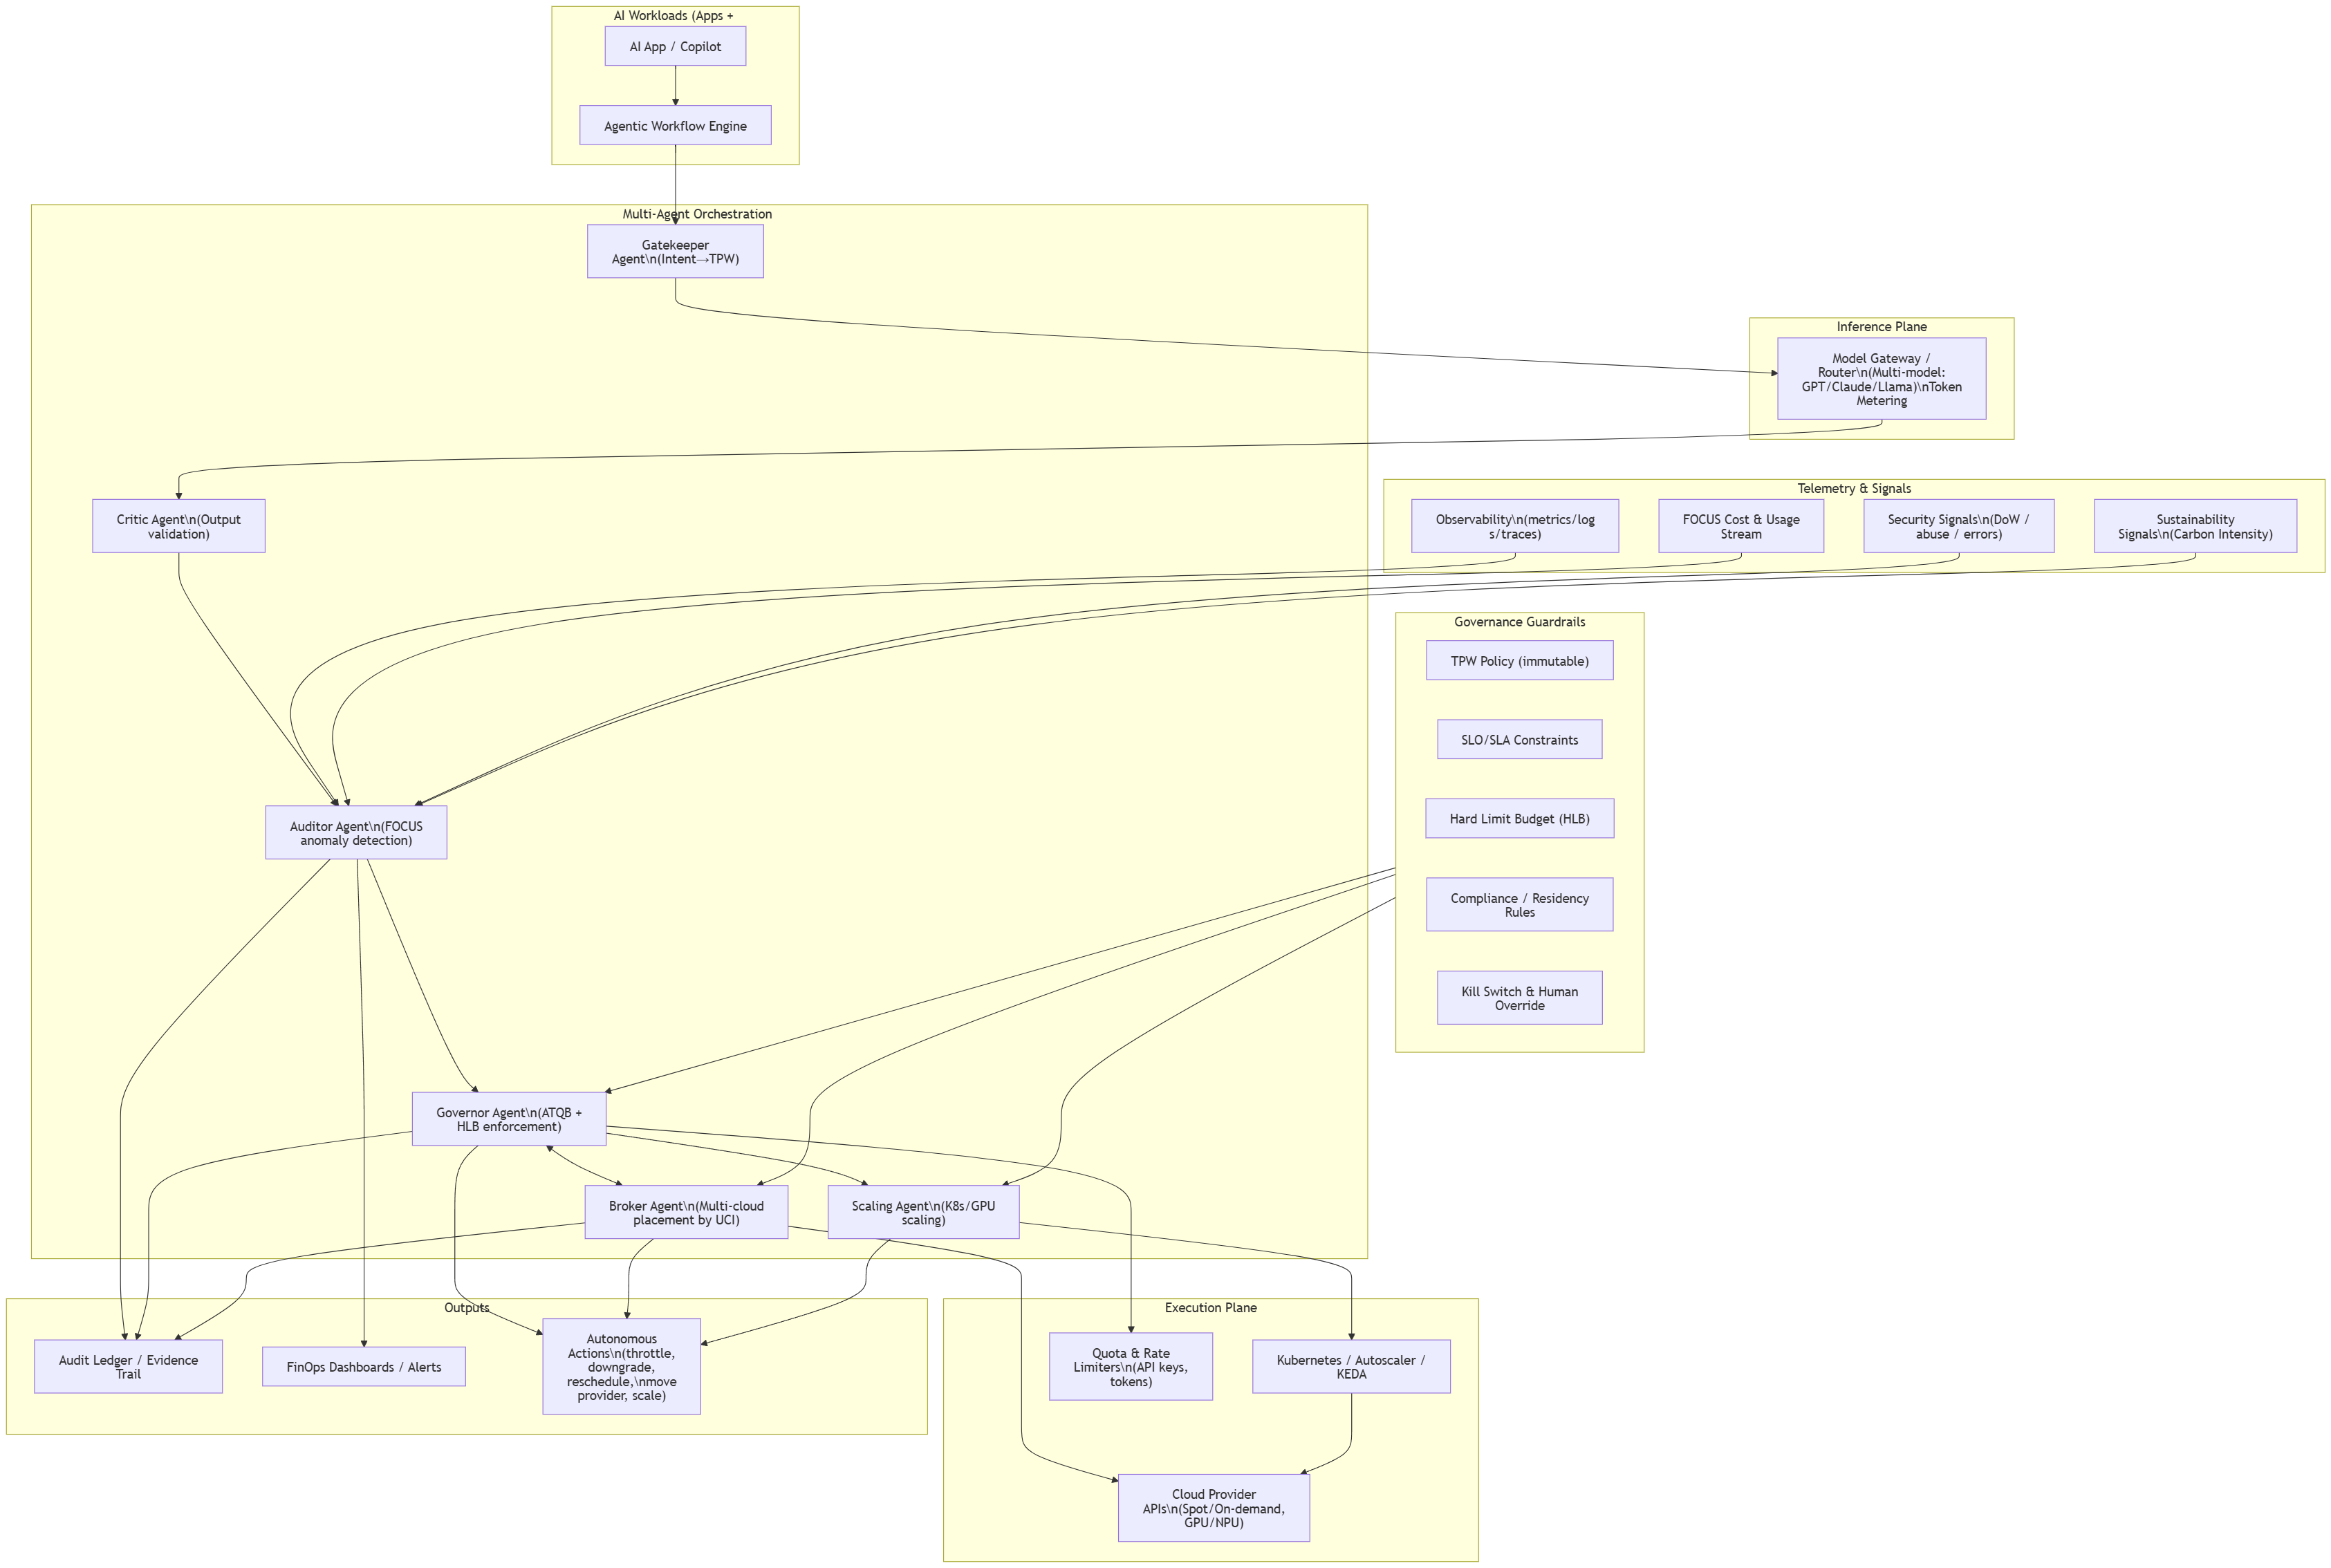 AI Workloads (Apps +
AI App / Copilot
Agentic Workflow Engine
Multi-Agent Orchestration
Gatekeeper
Agent\n(Intent→TPW)
Inference Plane
Model Gateway /
Router\n(Multi-model:
GPT/Claude/Llama)\nToken
Metering
Telemetry & Signals
Critic Agent\n(Output
validation)
Observability\n(metrics/log
s/traces)
FOCUS Cost & Usage
Stream
Security Signals\n(DoW /
abuse / errors)
Sustainability
Signals\n(Carbon Intensity)
Governance Guardrails
TPW Policy (immutable)
SLO/SLA Constraints
Hard Limit Budget (HLB)
Compliance / Residency
Rules
Kill Switch & Human
Override
Auditor Agent\n(FOCUS
anomaly detection)
Governor Agent\n(ATQB +
HLB enforcement)
Broker Agent\n(Multi-cloud
placement by UCI)
Scaling Agent\n(K8s/GPU
scaling)
Outputs
Audit Ledger / Evidence
Trail
FinOps Dashboards / Alerts
Autonomous
Actions\n(throttle,
downgrade,
reschedule,\nmove
provider, scale)
Execution Plane
Quota & Rate
Limiters\n(API keys,
tokens)
Kubernetes / Autoscaler /
KEDA
Cloud Provider
APIs\n(Spot/On-demand,
GPU/NPU)